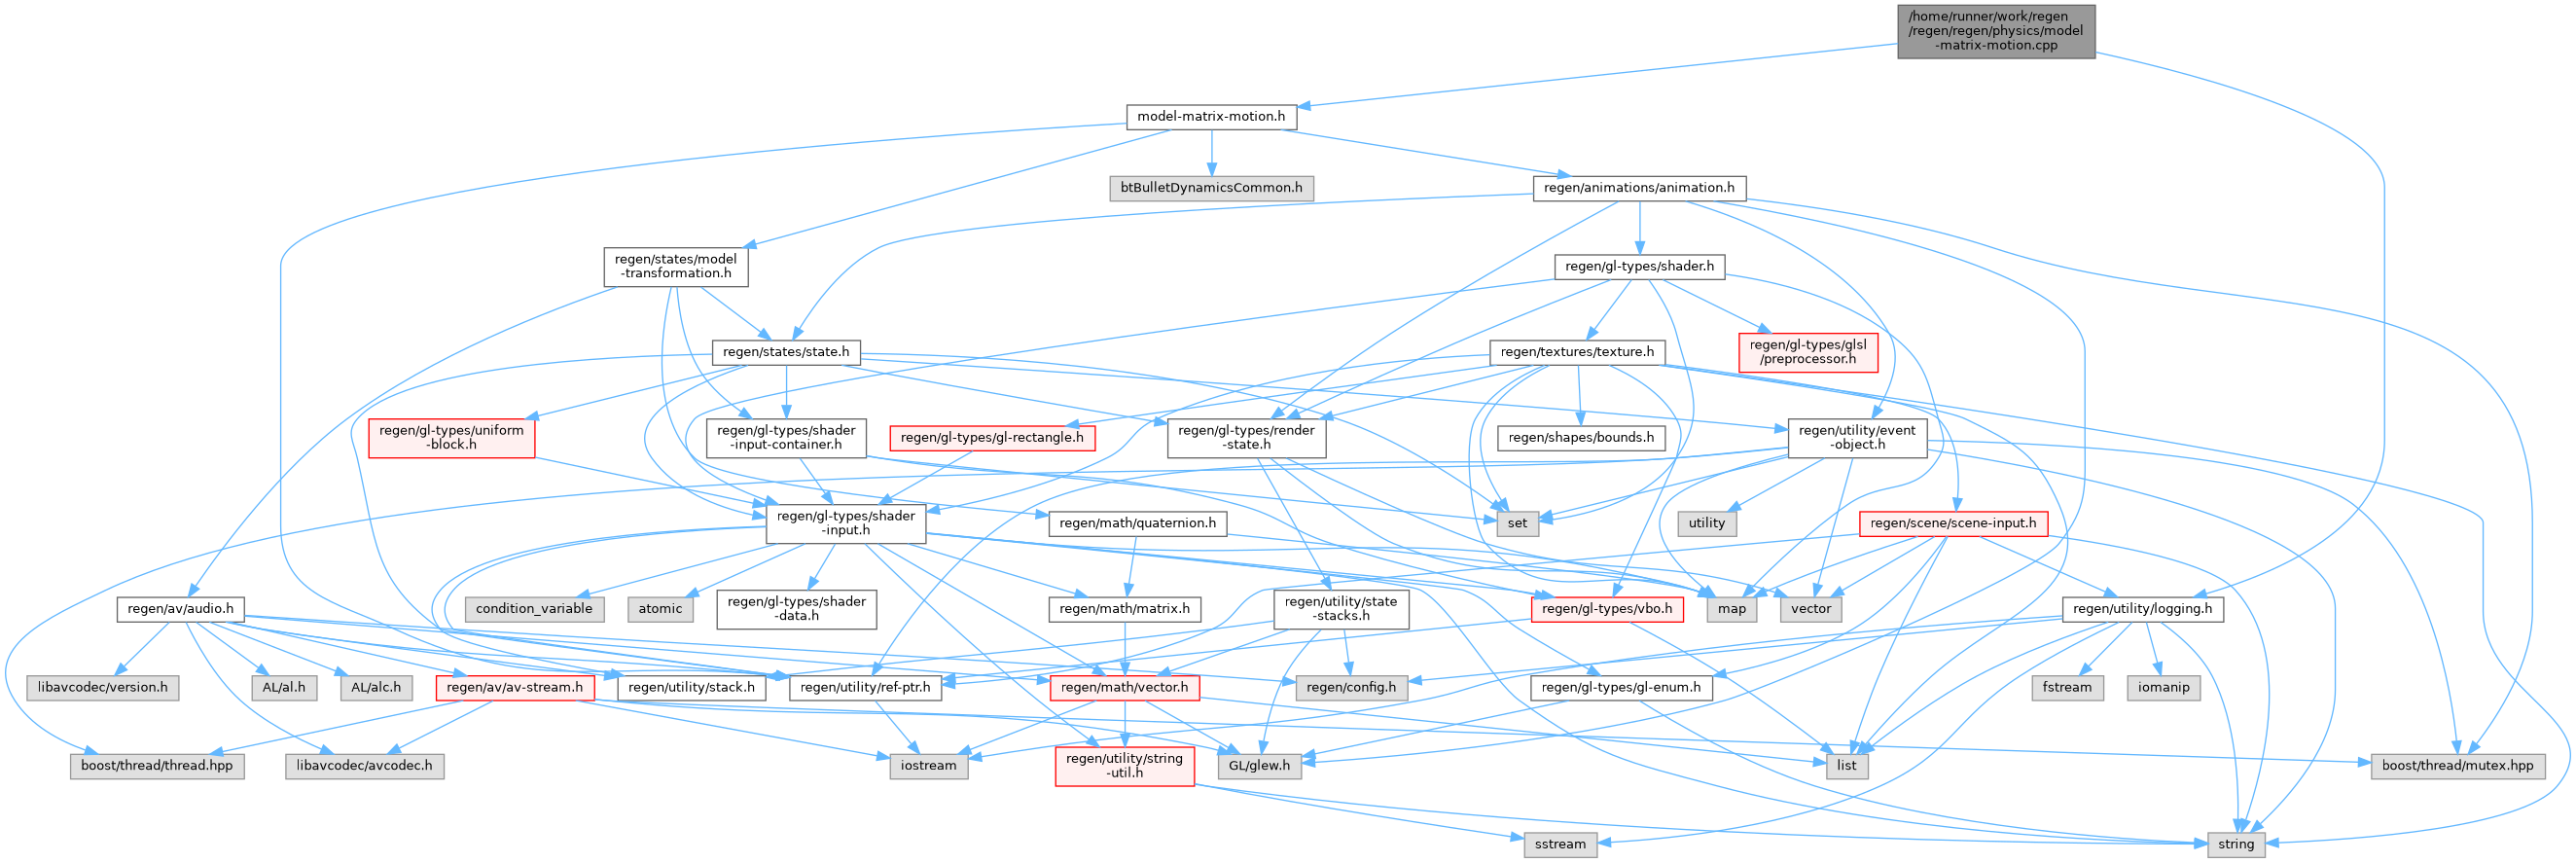 /home/runner/work/regen
/regen/regen/physics/model
-matrix-motion.cpp
model-matrix-motion.h
btBulletDynamicsCommon.h
regen/animations/animation.h
regen/states/model
-transformation.h
regen/gl-types/shader.h
regen/states/state.h
regen/textures/texture.h
regen/gl-types/glsl
/preprocessor.h
regen/gl-types/uniform
-block.h
regen/gl-types/shader
-input-container.h
regen/gl-types/gl-rectangle.h
regen/gl-types/render
-state.h
regen/shapes/bounds.h
regen/utility/event
-object.h
regen/gl-types/shader
-input.h
regen/math/quaternion.h
set
utility
regen/scene/scene-input.h
regen/av/audio.h
condition_variable
atomic
regen/gl-types/shader
-data.h
regen/math/matrix.h
regen/utility/state
-stacks.h
regen/gl-types/vbo.h
map
vector
regen/utility/logging.h
libavcodec/version.h
AL/al.h
AL/alc.h
regen/av/av-stream.h
regen/utility/stack.h
regen/utility/ref-ptr.h
regen/math/vector.h
regen/config.h
regen/gl-types/gl-enum.h
fstream
iomanip
boost/thread/thread.hpp
libavcodec/avcodec.h
iostream
regen/utility/string
-util.h
GL/glew.h
list
boost/thread/mutex.hpp
sstream
string